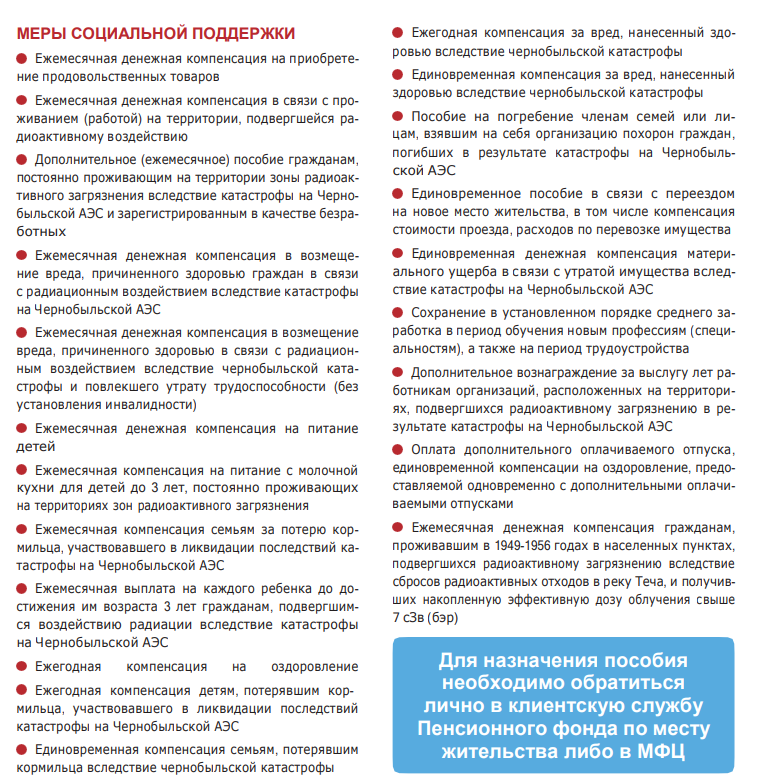 МЕРЫ СОЦИАЛЬНОЙ ПОДДЕРЖКИ
Ежемесячная денежная компенсация на приобрете-
ние продовольственных товаров
Ежемесячная денежная компенсация в связи с про-
живанием (работой) на территории, подвергшейся ра-
диоактивному воздействию
Дополнительное (ежемесячное) пособие гражданам,
постоянно проживающим на территории зоны радиоак-
тивного загрязнения вследствие катастрофы на Черно-
быльской АЭС и зарегистрированным в качестве безра-
ботных
Ежемесячная денежная компенсация в возмеще-
ние вреда, причиненного здоровью граждан в связи
с радиационным воздействием вследствие катастрофы
на Чернобыльской АЭС
Ежемесячная денежная компенсация в возмещение
вреда, причиненного здоровью в связи с радиацион-
ным воздействием вследствие чернобыльской ката-
строфы и повлекшего утрату трудоспособности (без
установления инвалидности)
Ежемесячная денежная компенсация на питание
детей
Ежемесячная компенсация на питание с молочной
кухни для детей до 3 лет, постоянно проживающих
на территориях зон радиоактивного загрязнения
Ежемесячная компенсация семьям за потерю кор-
мильца, участвовавшего в ликвидации последствий ка-
тастрофы на Чернобыльской АЭС
Ежемесячная выплата на каждого ребенка до до-
стижения им возраста 3 лет гражданам, подвергшим-
ся воздействию радиации вследствие катастрофы
на Чернобыльской АЭС
Ежегодная компенсация на оздоровление
Ежегодная компенсация детям, потерявшим кор-
мильца, участвовавшего в ликвидации последствий
катастрофы на Чернобыльской АЭС
Единовременная компенсация семьям, потерявшим
кормильца вследствие чернобыльской катастрофы
Ежегодная компенсация за вред, нанесенный здо-
ровью вследствие чернобыльской катастрофы
Единовременная компенсация за вред, нанесенный
здоровью вследствие чернобыльской катастрофы
Пособие на погребение членам семей или ли-
цам, взявшим на себя организацию похорон граждан,
погибших в результате катастрофы на Чернобыль-
ской АЭС
Единовременное пособие в связи с переездом
на новое место жительства, в том числе компенсация
стоимости проезда, расходов по перевозке имущества
Единовременная денежная компенсация матери-
ального ущерба в связи с утратой имущества вслед-
ствие катастрофы на Чернобыльской АЭС
Сохранение в установленном порядке среднего за-
работка в период обучения новым профессиям (специ-
альностям), а также на период трудоустройства
Дополнительное вознаграждение за выслугу лет ра-
ботникам организаций, расположенных на территори-
ях, подвергшихся радиоактивному загрязнению в ре-
зультате катастрофы на Чернобыльской АЭС
Оплата дополнительного оплачиваемого отпуска,
единовременной компенсации на оздоровление, предо-
ставляемой одновременно с дополнительными оплачи-
ваемыми отпусками
Ежемесячная денежная компенсация гражданам,
проживавшим в 1949-1956 годах в населенных пунктах,
подвергшихся радиоактивному загрязнению вследствие
сбросов радиоактивных отходов в реку Теча, и получив-
ших накопленную эффективную дозу облучения свыше
7 сЗв (бэр)
Для назначения пособия
необходимо обратиться
лично в клиентскую службу
Пенсионного фонда по месту
жительства либо в МФЦ